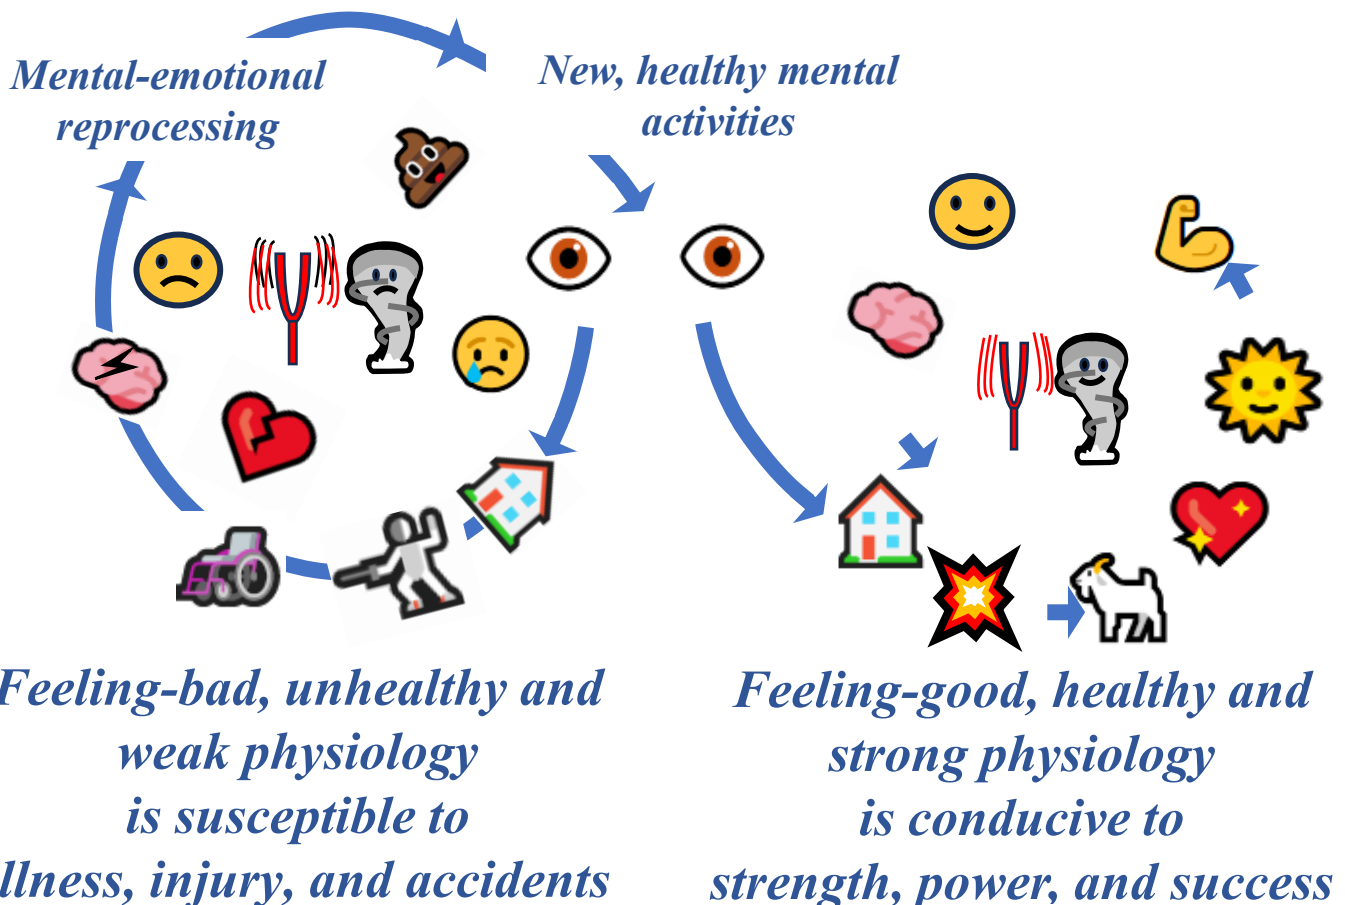 Mental-emotional
reprocessing
New, healthy mental
activities
Feeling-bad, unhealthy and
weak physiology
is susceptible to
llness, injury, and accidents
Feeling-good, healthy and
strong physiology
is conducive to
strength, power, and success